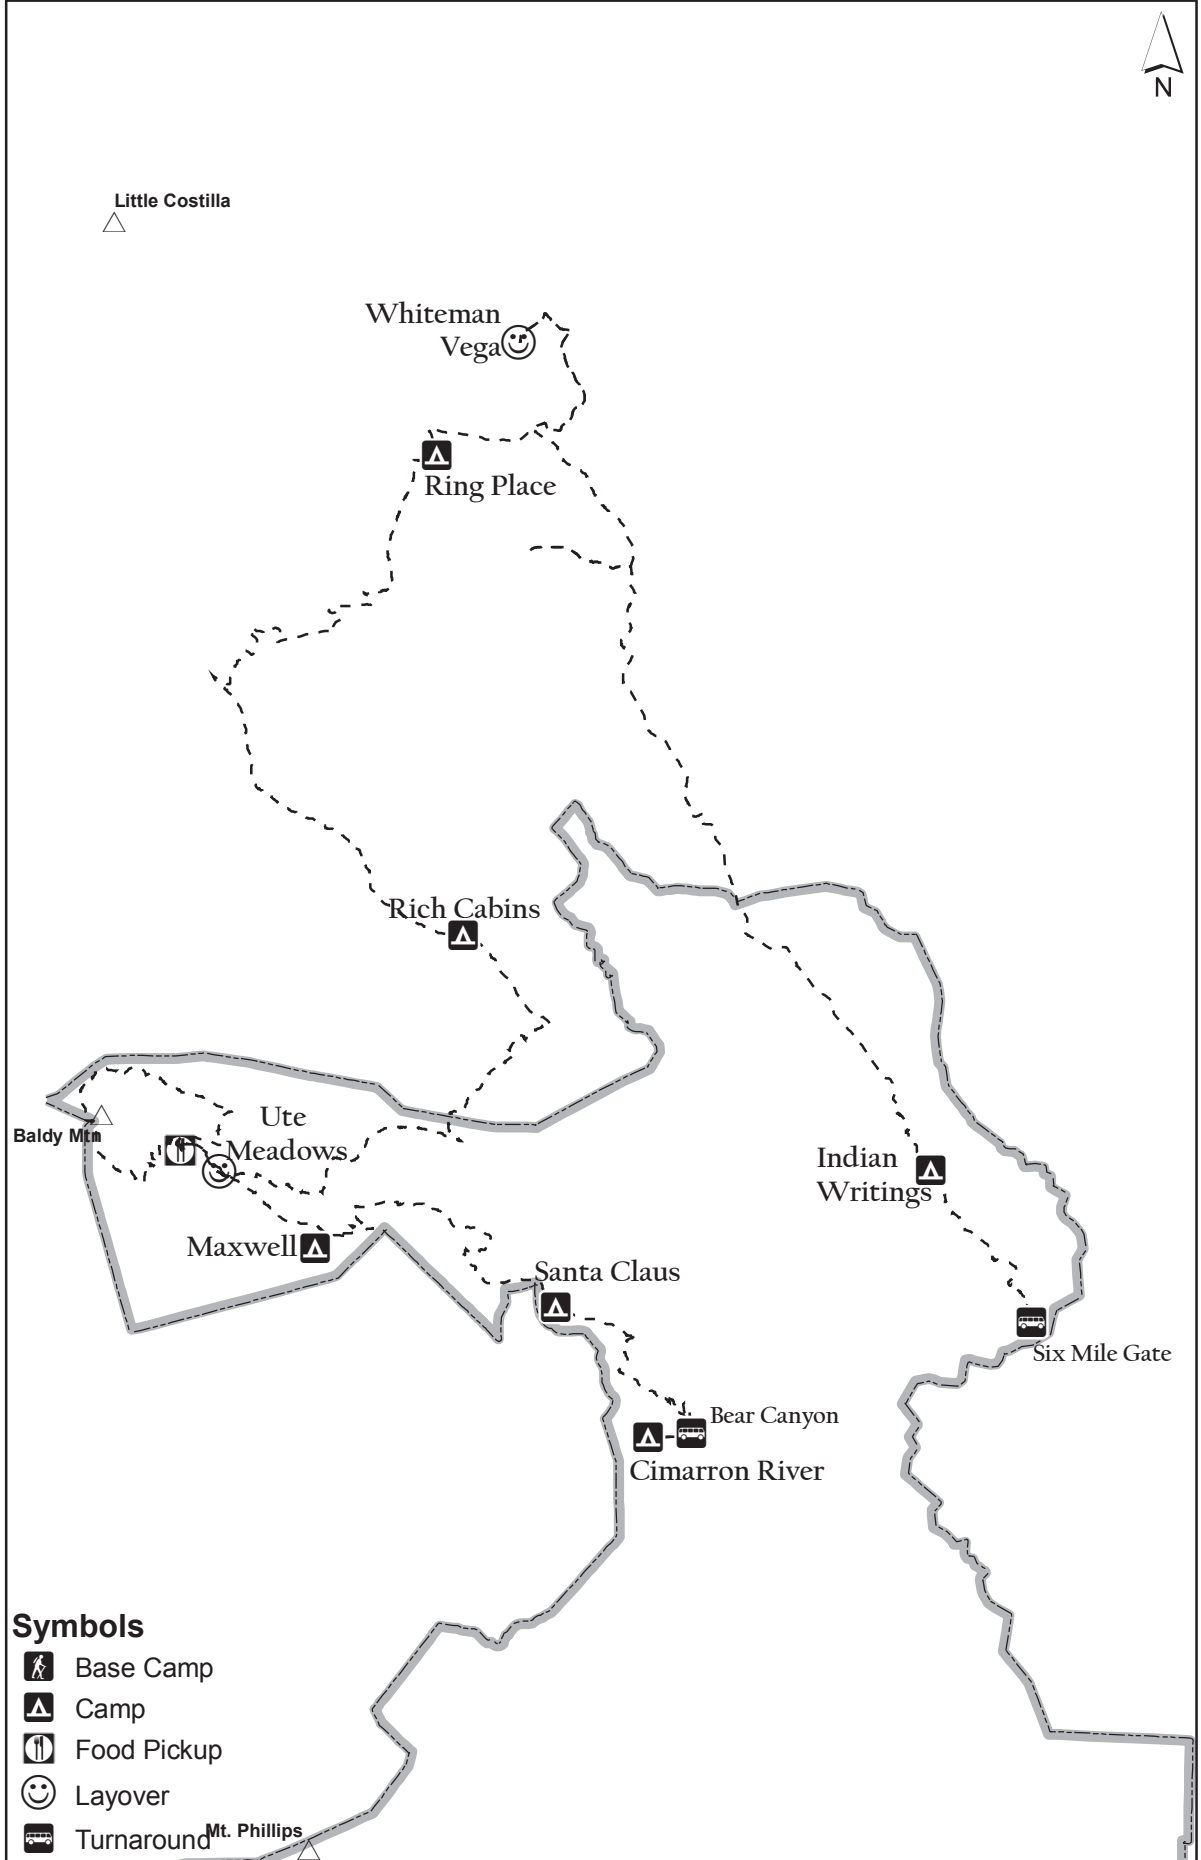 N
Little Costilla
Whiteman
Vega
Ring Place
Rich Cabins
Ute
Meadows
Baldy Mtn
Indian
Writings
Maxwell
Santa Claus
Six Mile Gate
Bear Canyon
Cimarron River
Symbols
Base Camp
Camp
Food Pickup
Layover
Turnaround
Mt. Phillips